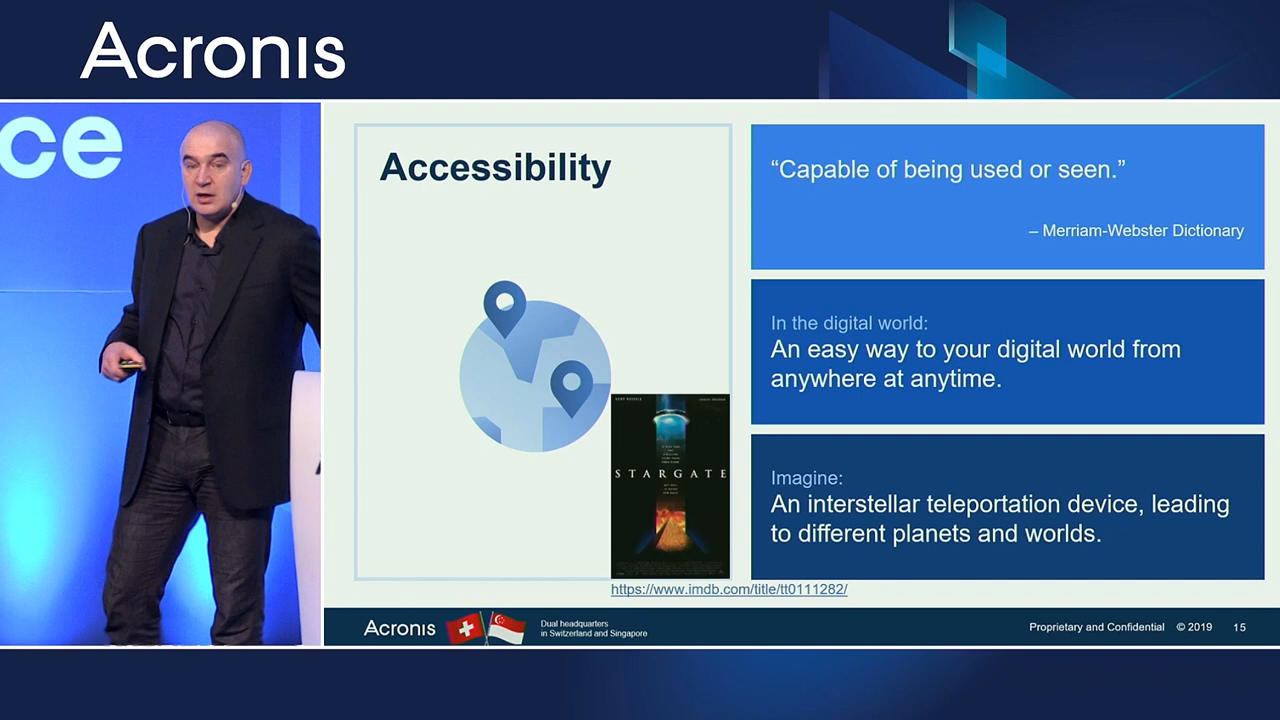 Acronis
ce
Accessibility
“Capable of being used or seen.”
– Merriam-Webster Dictionary
In the digital world:
An easy way to your digital world from
anywhere at anytime.
Imagine:
An interstellar teleportation device, leading
to different planets and worlds.
STARGATE
https://www.imdb.com/title/tt0111282/
Acronis
Dual headquarters
in Switzerland and Singapore
Proprietary and Confidential © 2019 15